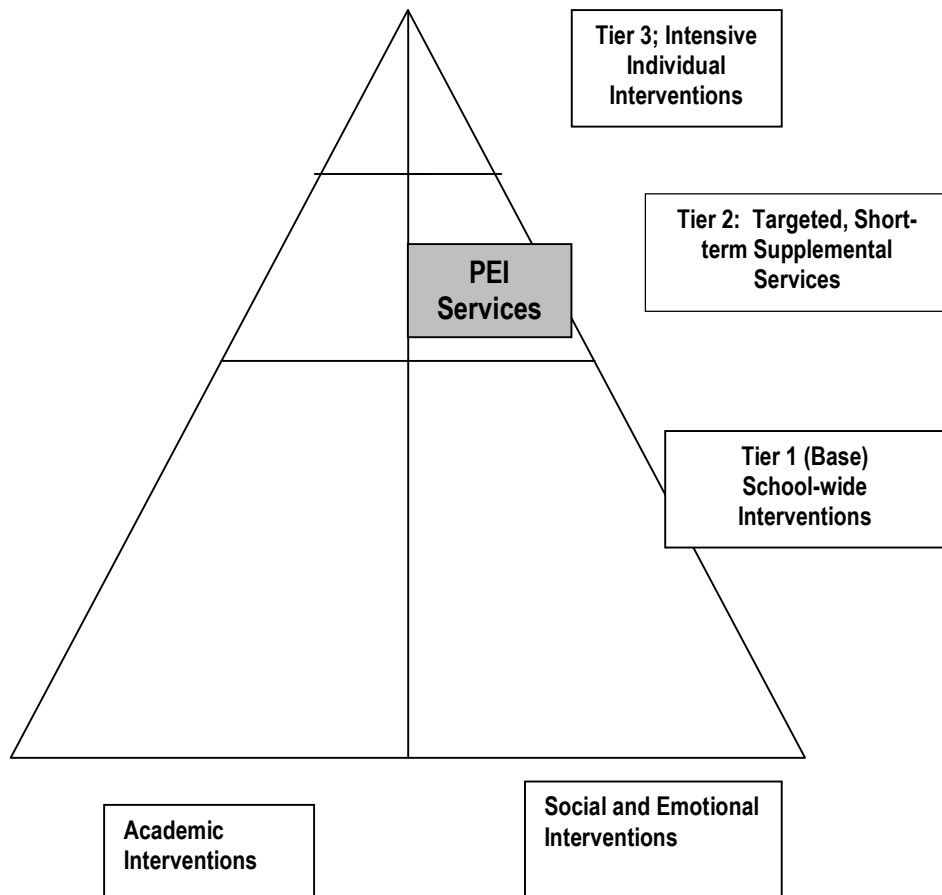 Tier 3; Intensive
Individual
Interventions
Tier 2: Targeted, Short-
term Supplemental
Services
PEI
Services
Tier 1 (Base)
School-wide
Interventions
Academic
Interventions
Social and Emotional
Interventions